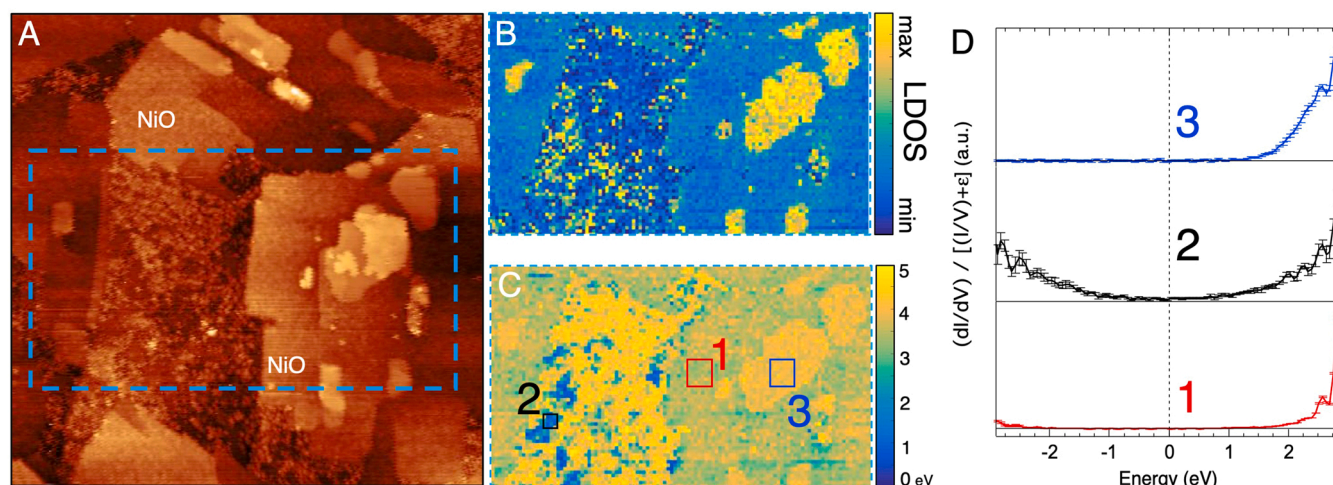 A
NiO
NiO
B
max
LDOS
min
C
1
2
3
5
4
3
2
1
0 eV
D
(dI/dV) / [(I/V)+ε] (a.u.)
3
2
1
-2
-1
0
1
2
Energy (eV)